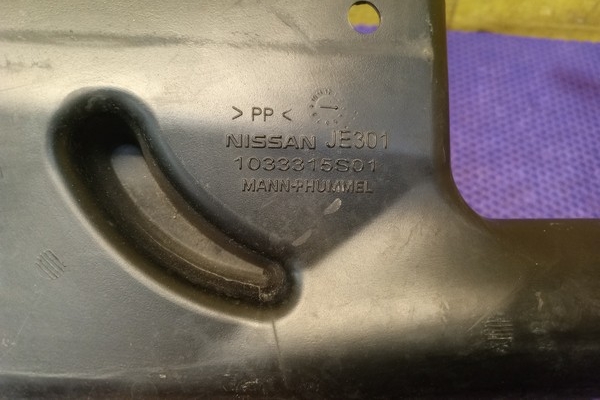 > PP <
NISSAN JE301
1033315S01
MANN+HUMMEL